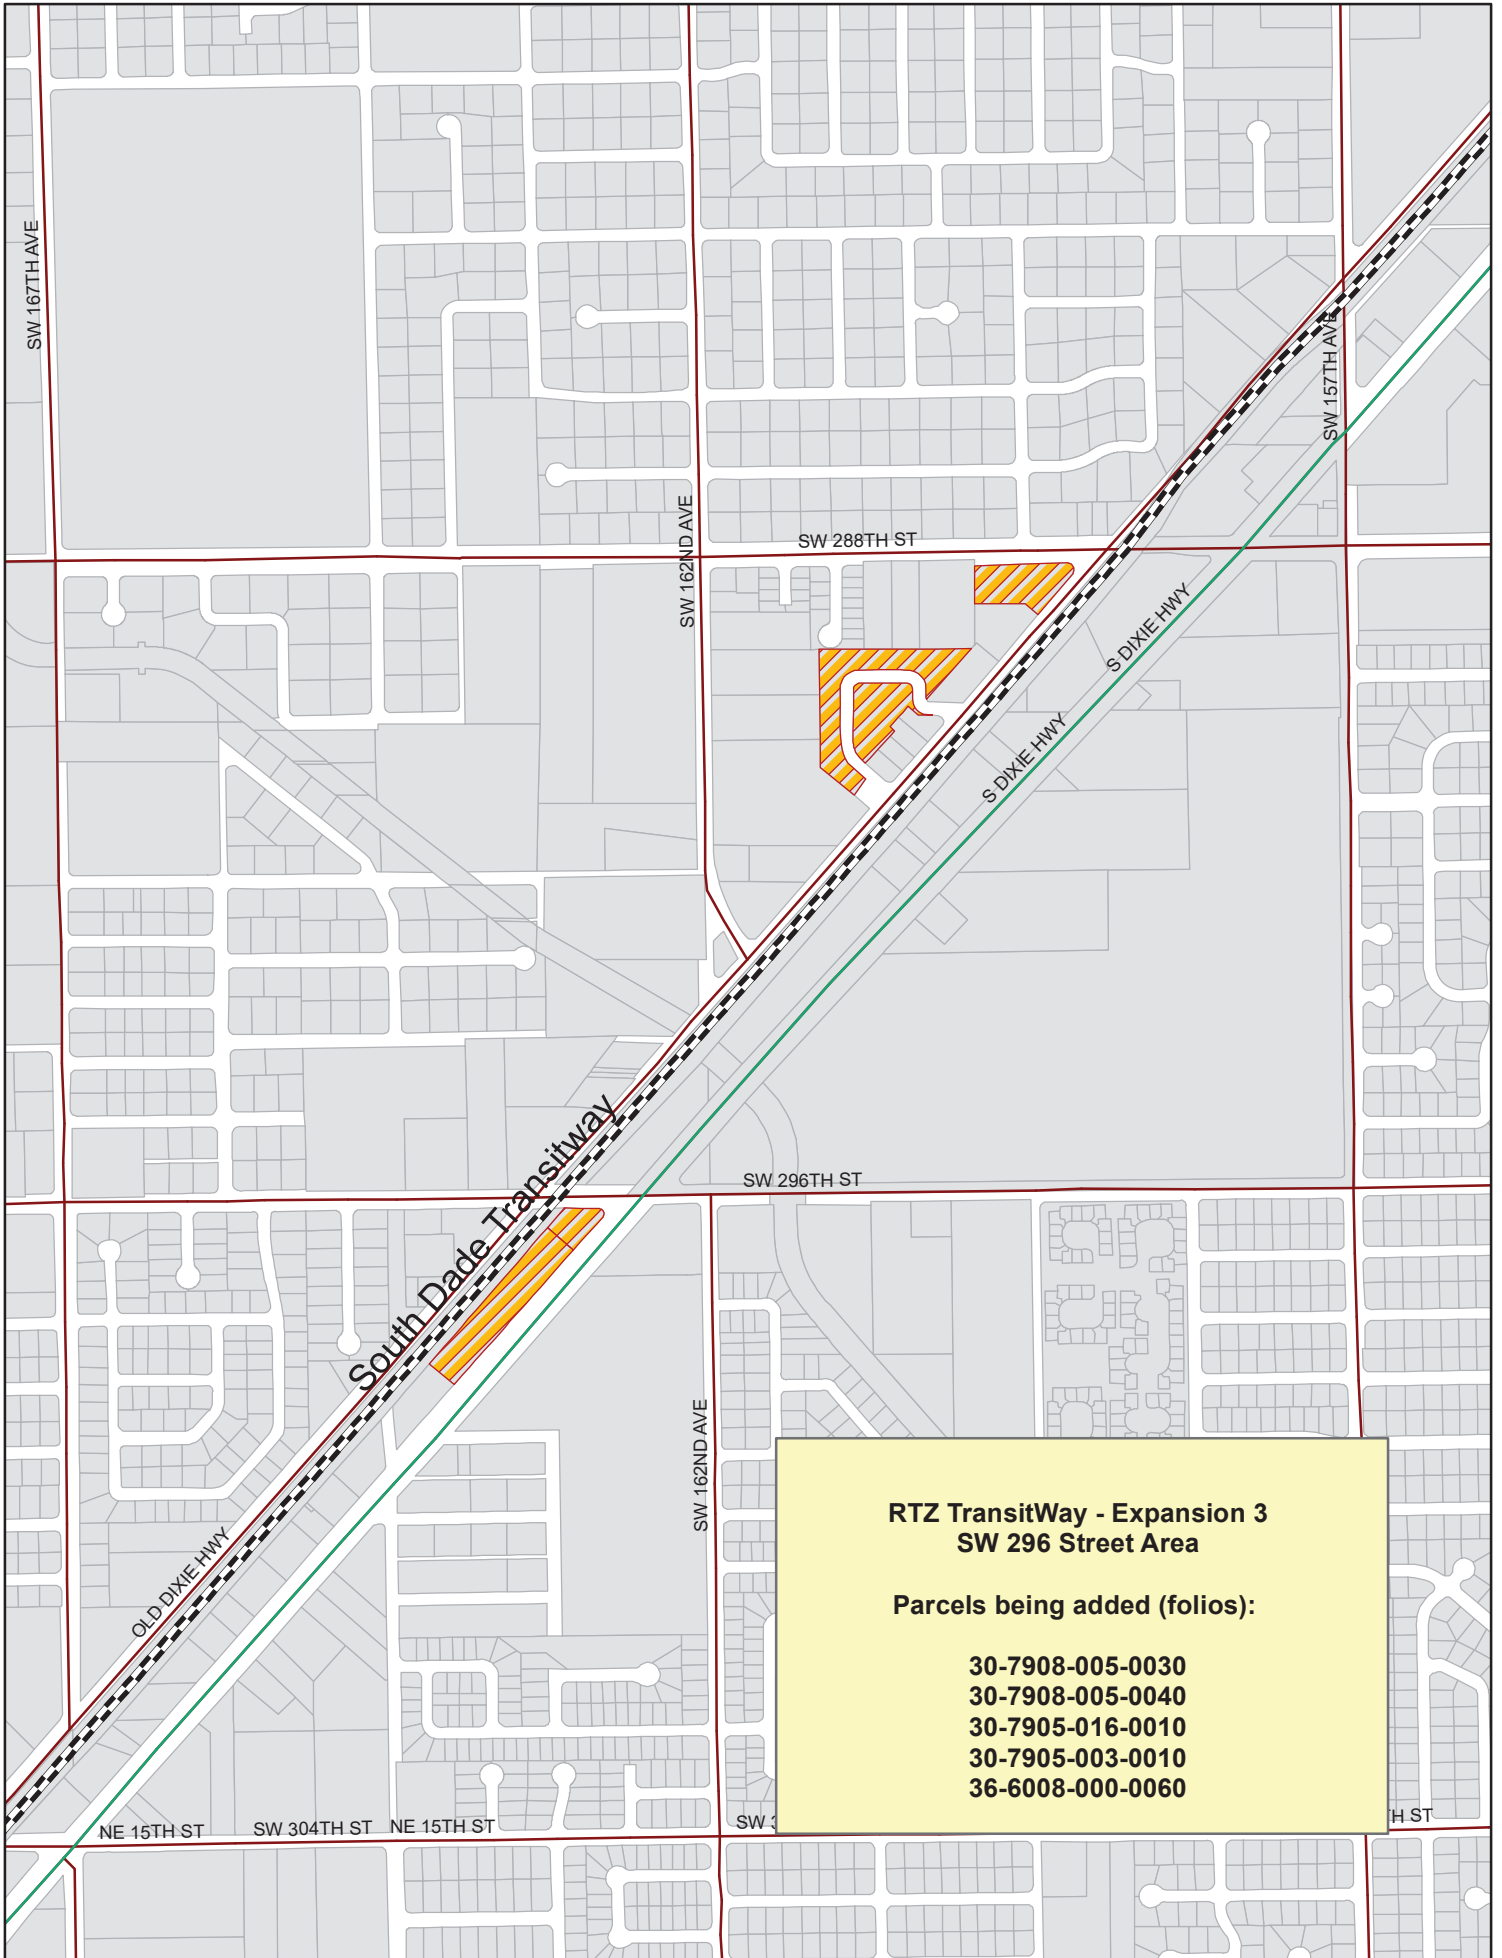 SW 167TH AVE
SW 157TH AVE
SW 162ND AVE
SW 288TH ST
S DIXIE HWY
S DIXIE HWY
South Dade Transitway
SW 296TH ST
SW 162ND AVE
OLD DIXIE HWY
RTZ TransitWay - Expansion 3
SW 296 Street Area
Parcels being added (folios):
30-7908-005-0030
30-7908-005-0040
30-7905-016-0010
30-7905-003-0010
36-6008-000-0060
NE 15TH ST
SW 304TH ST
NE 15TH ST
SW 3
H ST